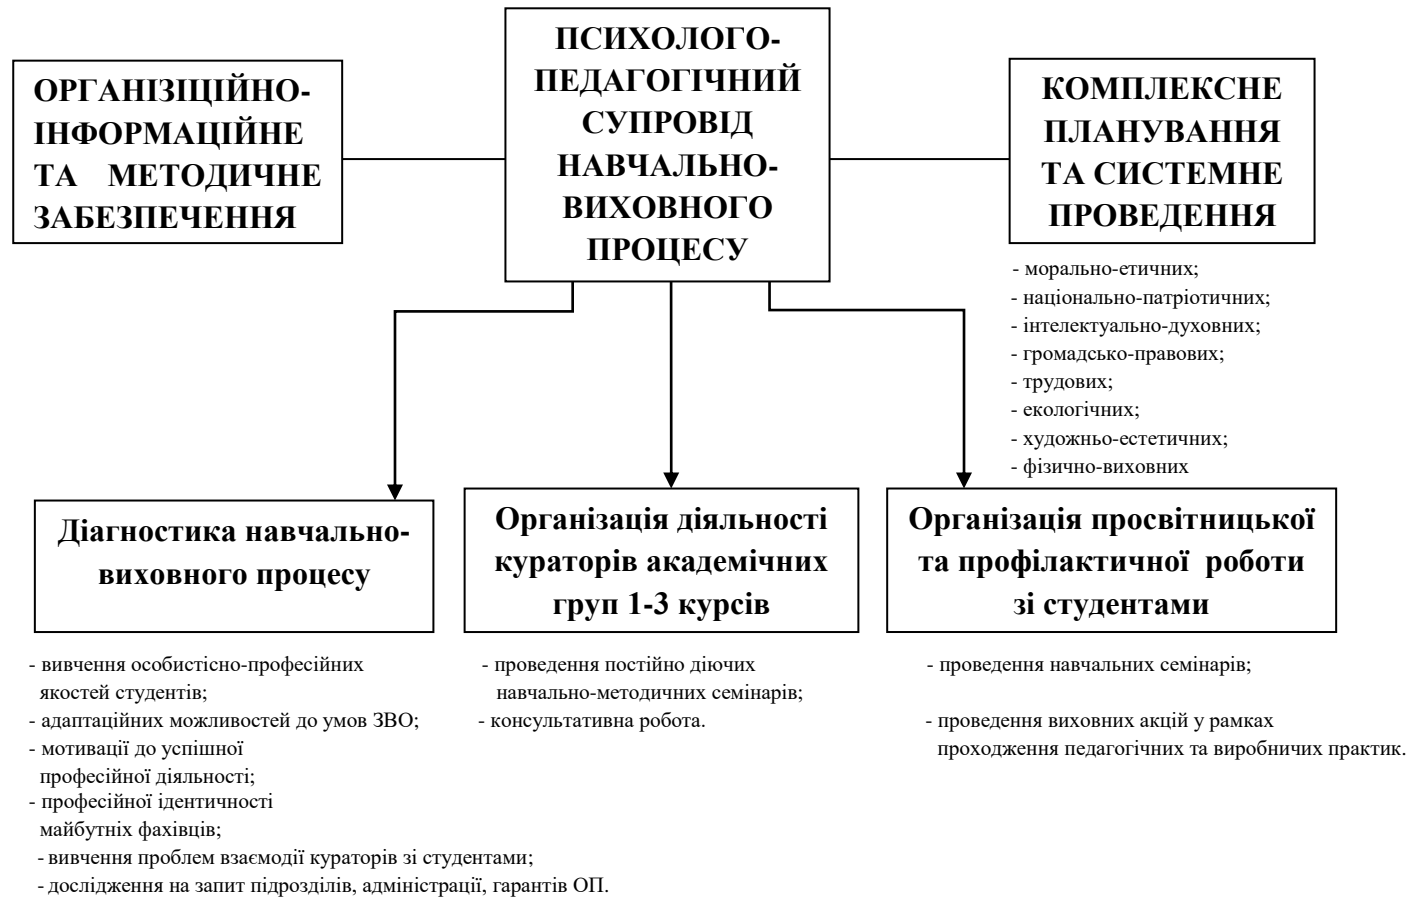 ПСИХОЛОГО-
ПЕДАГОГІЧНИЙ
СУПРОВІД
НАВЧАЛЬНО-
ВИХОВНОГО
ПРОЦЕСУ
ОРГАНІЗІЦІЙНО-
ІНФОРМАЦІЙНЕ
ТА МЕТОДИЧНЕ
ЗАБЕЗПЕЧЕННЯ
КОМПЛЕКСНЕ
ПЛАНУВАННЯ
ТА СИСТЕМНЕ
ПРОВЕДЕННЯ
- морально-етичних;
- національно-патріотичних;
- інтелектуально-духовних;
- громадсько-правових;
- трудових;
- екологічних;
- художньо-естетичних;
- фізично-виховних
Діагностика навчально-
виховного процесу
- вивчення особистісно-професійних
якостей студентів;
- адаптаційних можливостей до умов ЗВО;
- мотивації до успішної
професійної діяльності;
- професійної ідентичності
майбутніх фахівців;
- вивчення проблем взаємодії кураторів зі студентами;
- дослідження на запит підрозділів, адміністрації, гарантів ОП.
Організація діяльності
кураторів академічних
груп 1-3 курсів
- проведення постійно діючих
навчально-методичних семінарів;
- консультативна робота.
Організація просвітницької
та профілактичної роботи
зі студентами
- проведення навчальних семінарів;
- проведення виховних акцій у рамках
проходження педагогічних та виробничих практик.